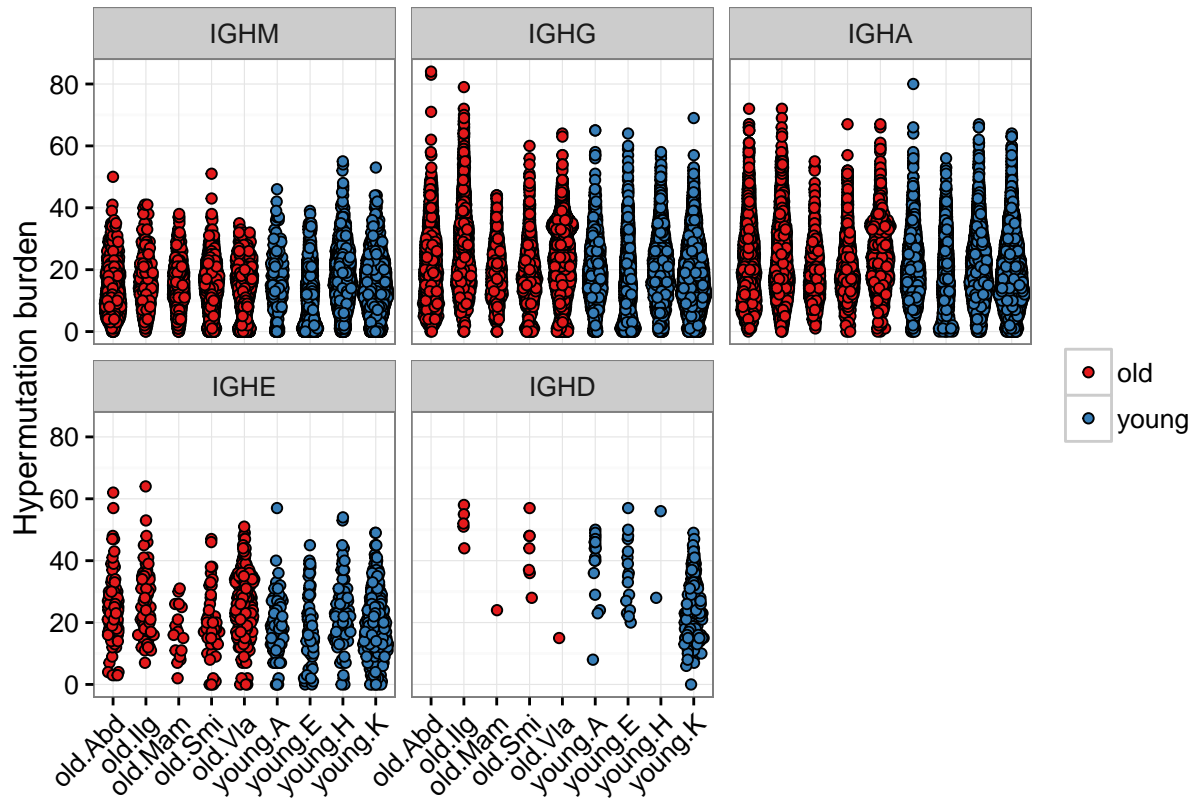 IGHM IGHG IGHA
80
60
40
20
0
IGHE IGHD
80
60
40
20
0
Hypermutation burden
old.Abd old.Ilg old.Mam old.Smi old.Vla young.A young.E young.H young.K
old.Abd old.Ilg old.Mam old.Smi old.Vla young.A young.E young.H young.K
old
young